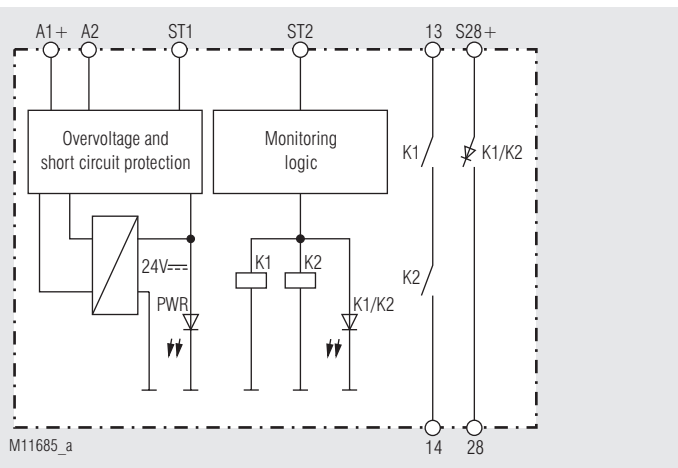 A1+ A2 ST1 ST2 13 S28+
Overvoltage and
short circuit protection
Monitoring
logic
K1
K1/K2
24V
K1
K2
K2
PWR
K1/K2
M11685_a
14
28